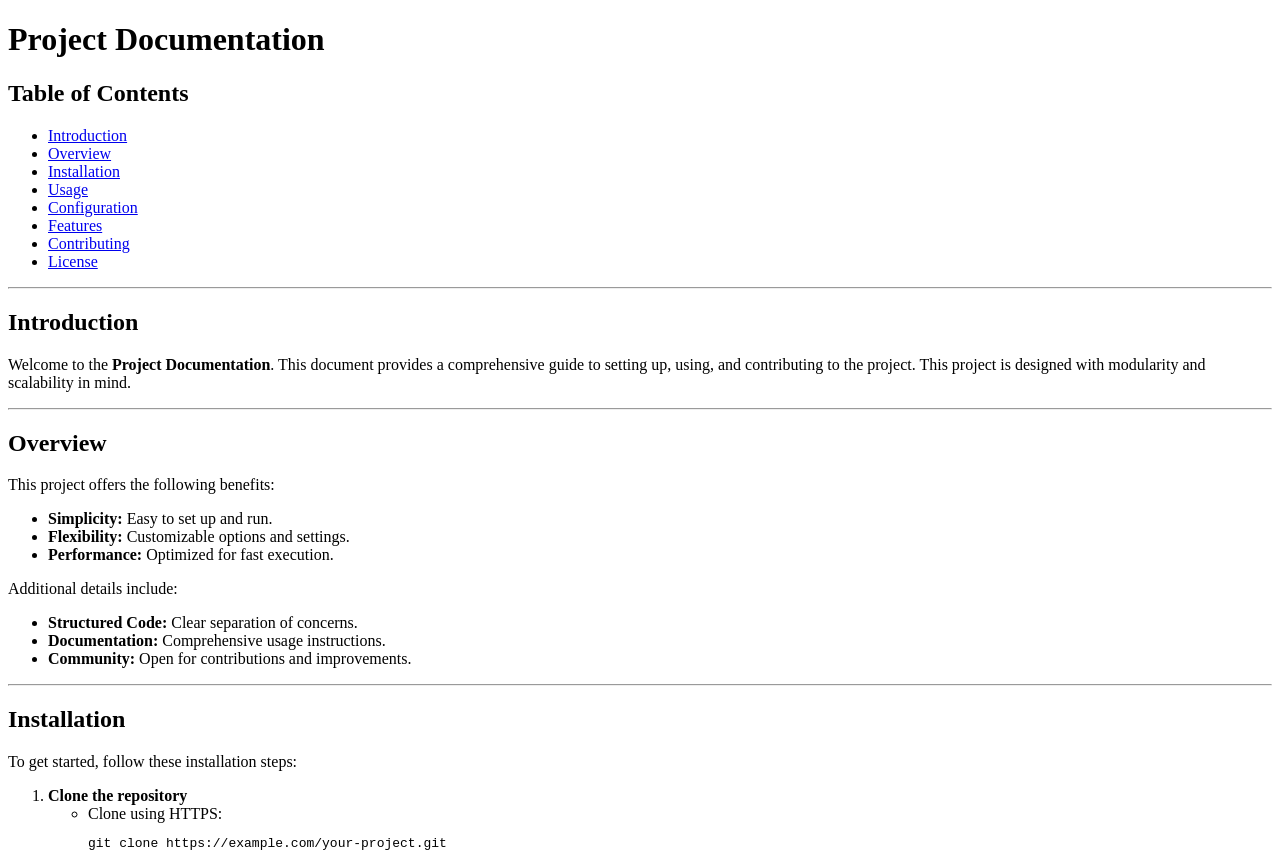 Project Documentation
Table of Contents
Introduction
Overview
Installation
Usage
Configuration
Features
Contributing
License
Introduction
Welcome to the Project Documentation. This document provides a comprehensive guide to setting up, using, and contributing to the project. This project is designed with modularity and
scalability in mind.
Overview
This project offers the following benefits:
Simplicity: Easy to set up and run.
Flexibility: Customizable options and settings.
Performance: Optimized for fast execution.
Additional details include:
Structured Code: Clear separation of concerns.
Documentation: Comprehensive usage instructions.
Community: Open for contributions and improvements.
Installation
To get started, follow these installation steps:
1. Clone the repository
Clone using HTTPS:
git clone https://example.com/your-project.git